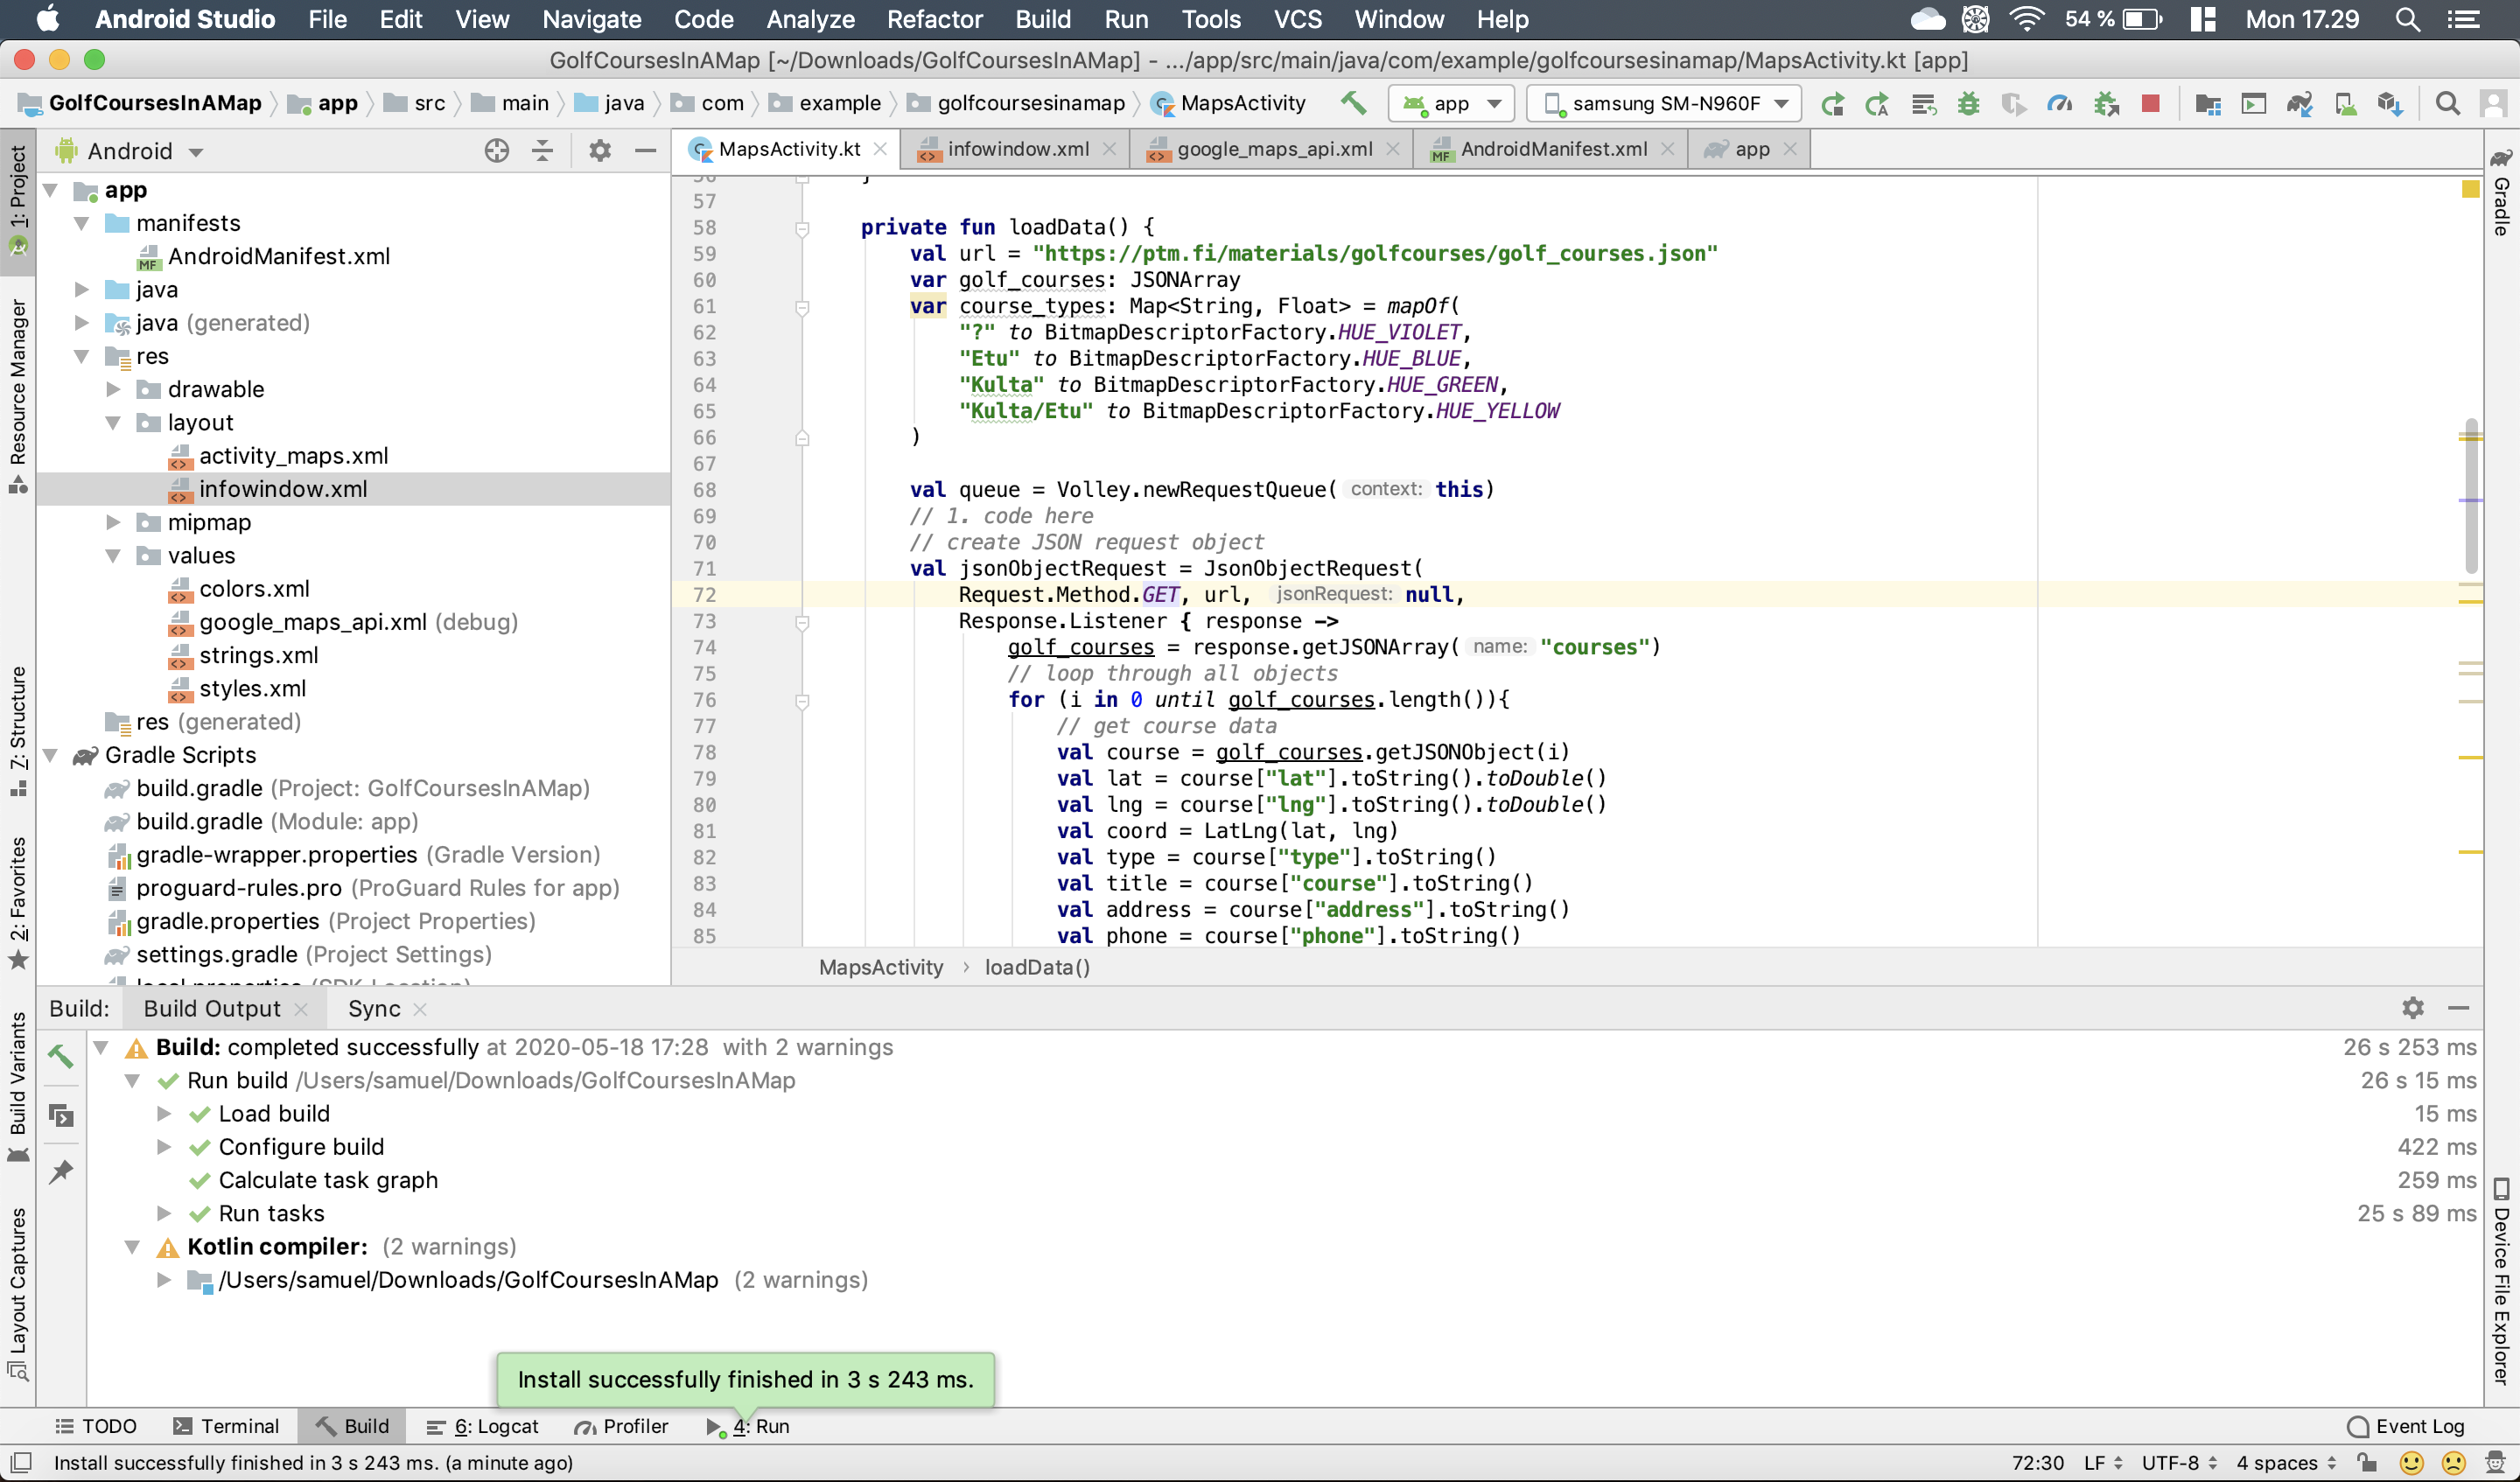 Android Studio File Edit View Navigate Code Analyze Refactor Build Run Tools VCS Window Help 54 % Mon 17.29
GolfCoursesInAMap [~/Downloads/GolfCoursesInAMap] - .../app/src/main/java/com/example/golfcoursesinamap/MapsActivity.kt [app]
GolfCoursesInAMap app src main java com example golfcoursesinamap MapsActivity app samsung SM-N960F
1: Project
Resource Manager
7: Structure
2: Favorites
Build Variants
Layout Captures
Android
app
manifests
AndroidManifest.xml
java
java (generated)
res
drawable
layout
activity_maps.xml
infowindow.xml
mipmap
values
colors.xml
google_maps_api.xml (debug)
strings.xml
styles.xml
res (generated)
Gradle Scripts
build.gradle (Project: GolfCoursesInAMap)
build.gradle (Module: app)
gradle-wrapper.properties (Gradle Version)
proguard-rules.pro (ProGuard Rules for app)
gradle.properties (Project Properties)
settings.gradle (Project Settings)
local.properties (SDK Location)
MapsActivity.kt infowindow.xml google_maps_api.xml AndroidManifest.xml app
56 }
57
58 private fun loadData() {
59 val url = "https://ptm.fi/materials/golfcourses/golf_courses.json"
60 var golf_courses: JSONArray
61 var course_types: Map<String, Float> = mapOf(
62 "?" to BitmapDescriptorFactory.HUE_VIOLET,
63 "Etu" to BitmapDescriptorFactory.HUE_BLUE,
64 "Kulta" to BitmapDescriptorFactory.HUE_GREEN,
65 "Kulta/Etu" to BitmapDescriptorFactory.HUE_YELLOW
66 )
67
68 val queue = Volley.newRequestQueue( context: this)
69 // 1. code here
70 // create JSON request object
71 val jsonObjectRequest = JsonObjectRequest(
72 Request.Method.GET, url, jsonRequest: null,
73 Response.Listener { response ->
74 golf_courses = response.getJSONArray( name: "courses")
75 // loop through all objects
76 for (i in 0 until golf_courses.length()){
77 // get course data
78 val course = golf_courses.getJSONObject(i)
79 val lat = course["lat"].toString().toDouble()
80 val lng = course["lng"].toString().toDouble()
81 val coord = LatLng(lat, lng)
82 val type = course["type"].toString()
83 val title = course["course"].toString()
84 val address = course["address"].toString()
85 val phone = course["phone"].toString()
MapsActivity › loadData()
Gradle
Device File Explorer
Build: Build Output Sync
Build: completed successfully at 2020-05-18 17:28 with 2 warnings 26 s 253 ms
Run build /Users/samuel/Downloads/GolfCoursesInAMap 26 s 15 ms
Load build 15 ms
Configure build 422 ms
Calculate task graph 259 ms
Run tasks 25 s 89 ms
Kotlin compiler: (2 warnings)
/Users/samuel/Downloads/GolfCoursesInAMap (2 warnings)
Install successfully finished in 3 s 243 ms.
TODO Terminal Build 6: Logcat Profiler 4: Run Event Log
Install successfully finished in 3 s 243 ms. (a minute ago) 72:30 LF UTF-8 4 spaces